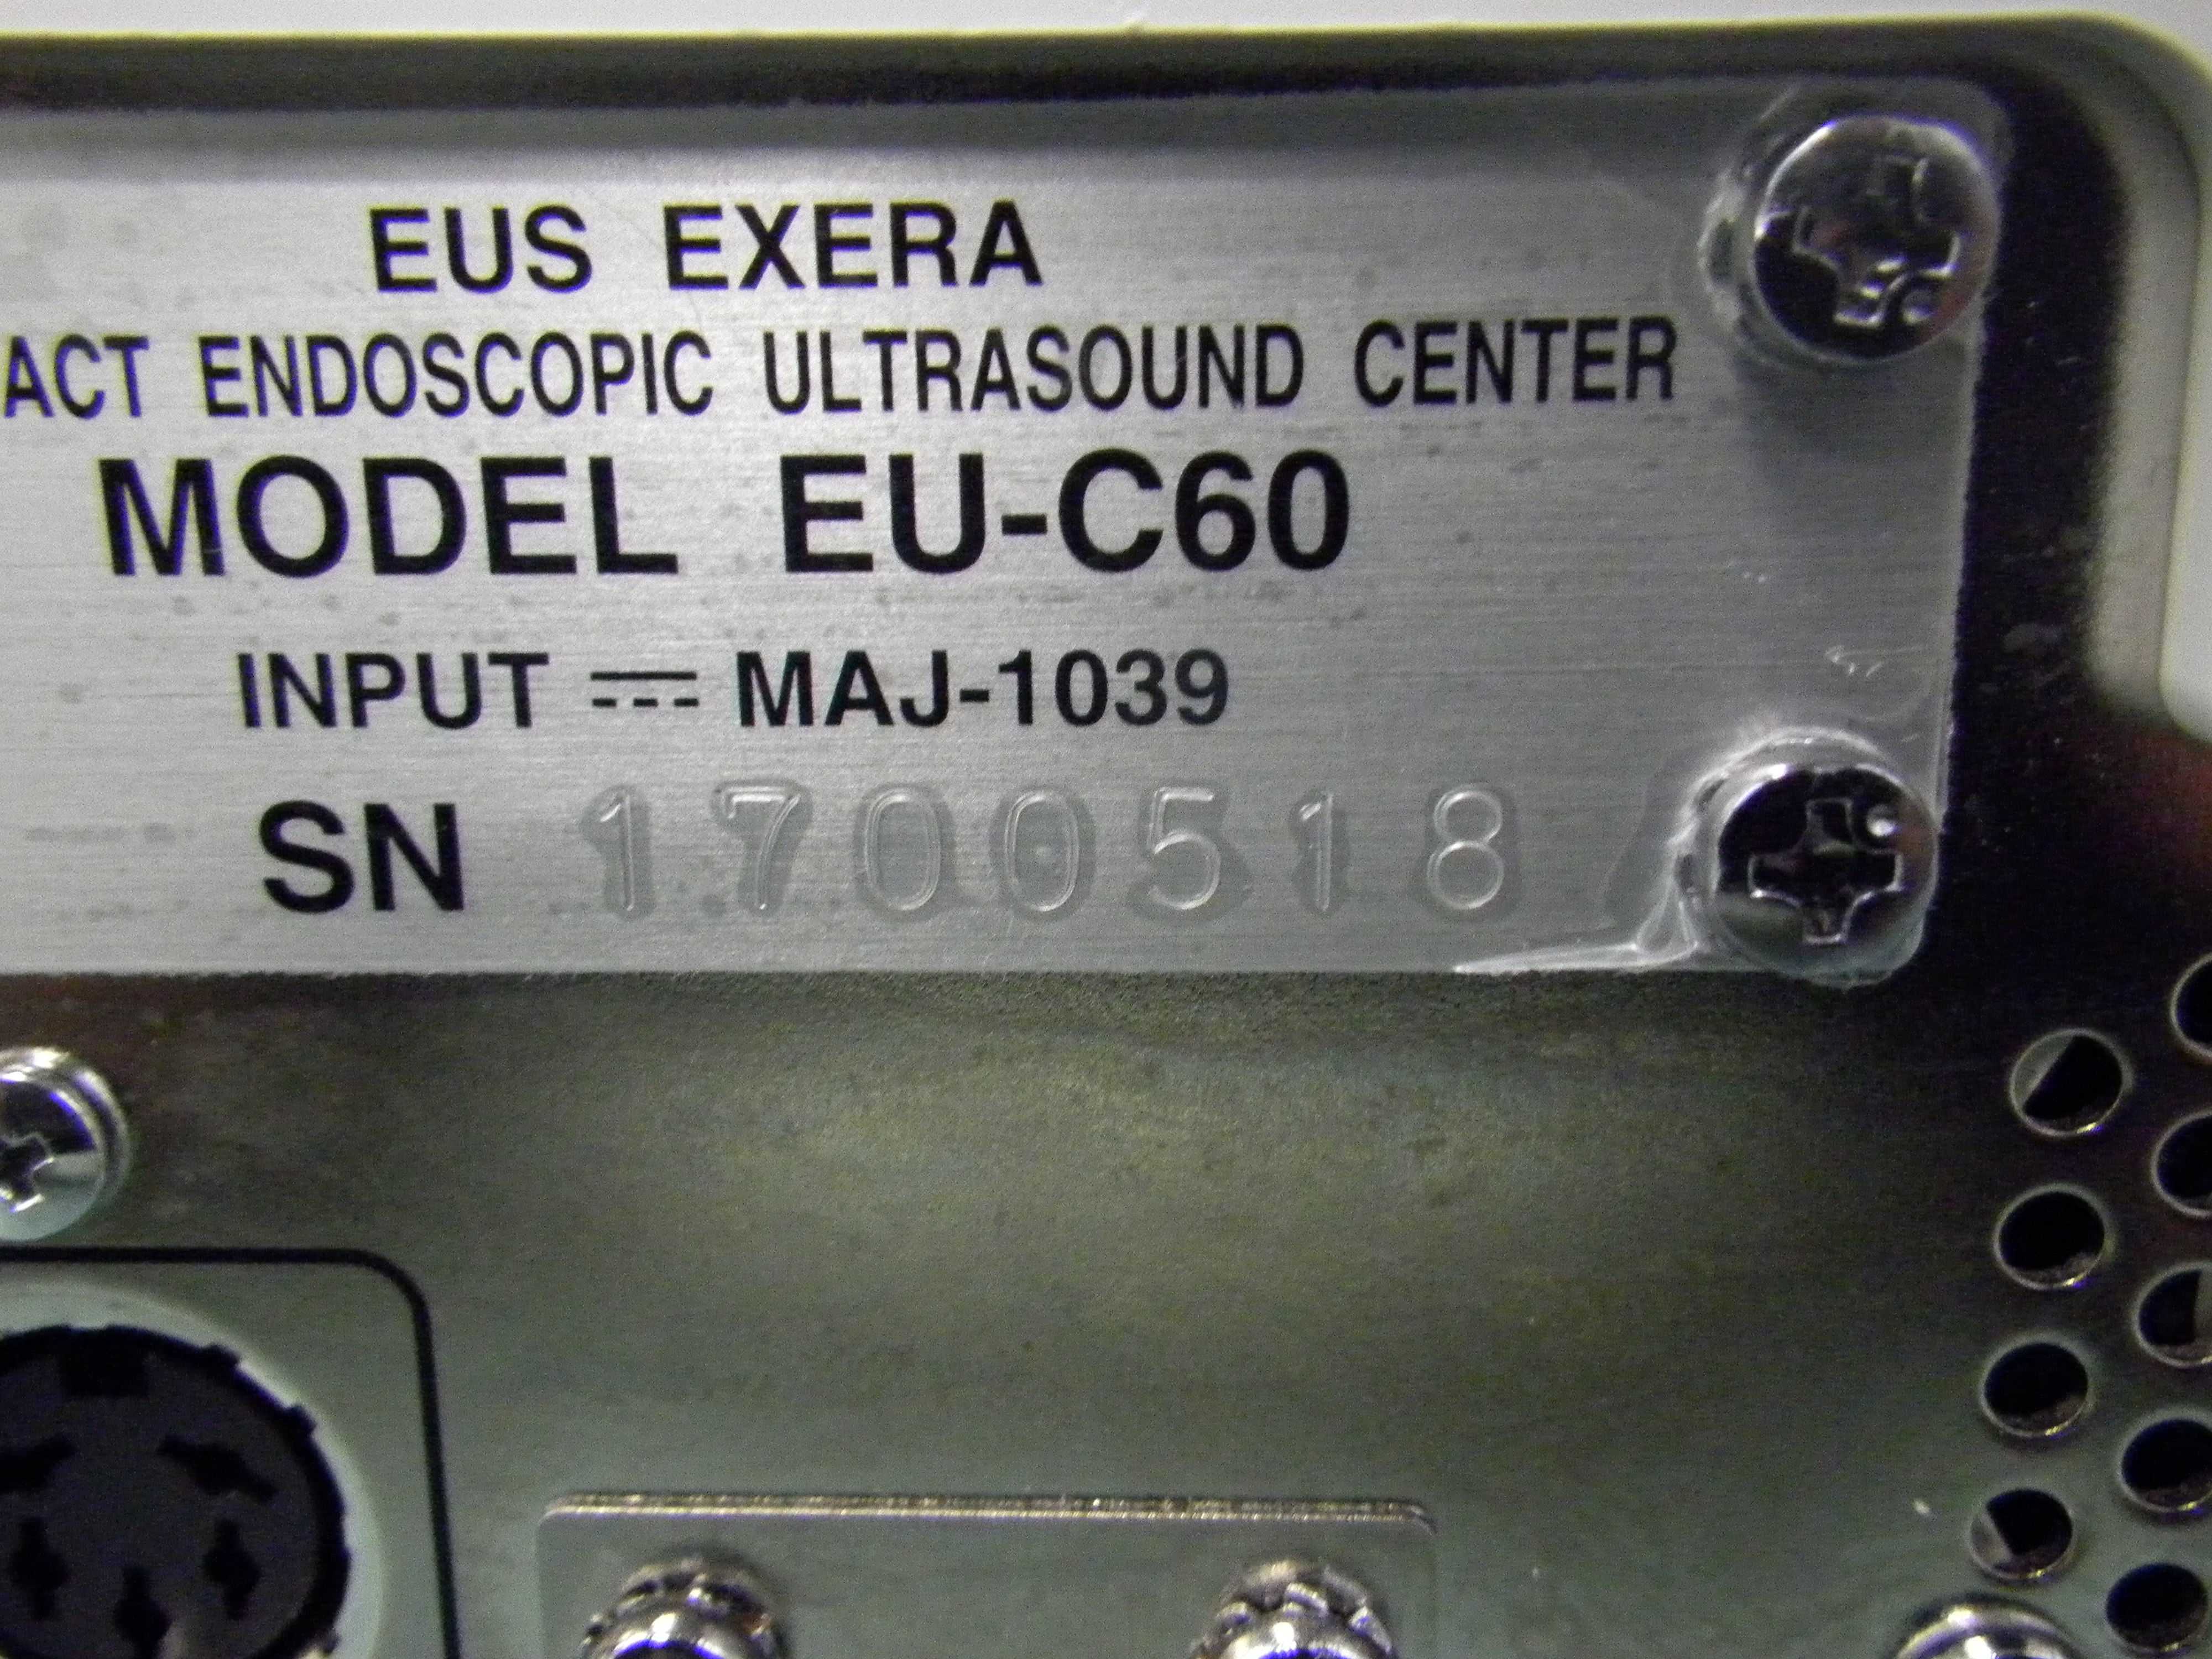 EUS EXERA
ACT ENDOSCOPIC ULTRASOUND CENTER
MODEL EU-C60
INPUT ⎓ MAJ-1039
SN 1700518